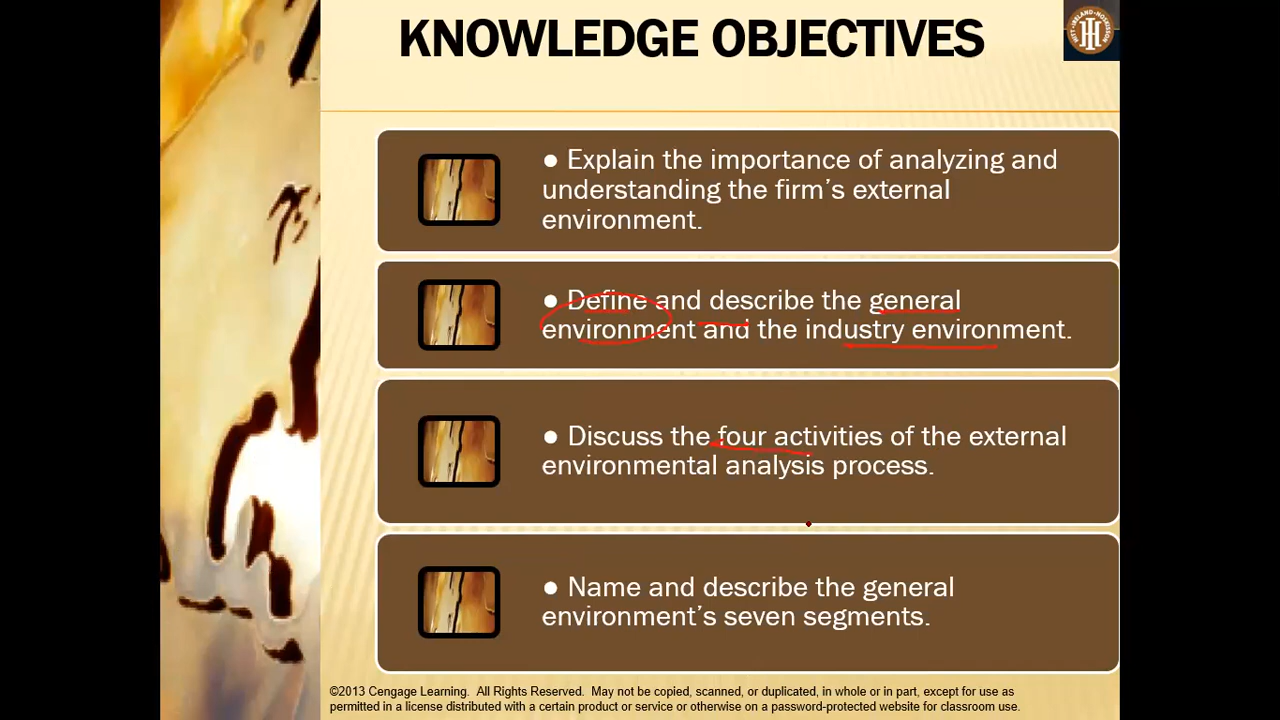 KNOWLEDGE OBJECTIVES
● Explain the importance of analyzing and
understanding the firm’s external
environment.
● Define and describe the general
environment and the industry environment.
● Discuss the four activities of the external
environmental analysis process.
● Name and describe the general
environment’s seven segments.
©2013 Cengage Learning. All Rights Reserved. May not be copied, scanned, or duplicated, in whole or in part, except for use as
permitted in a license distributed with a certain product or service or otherwise on a password-protected website for classroom use.